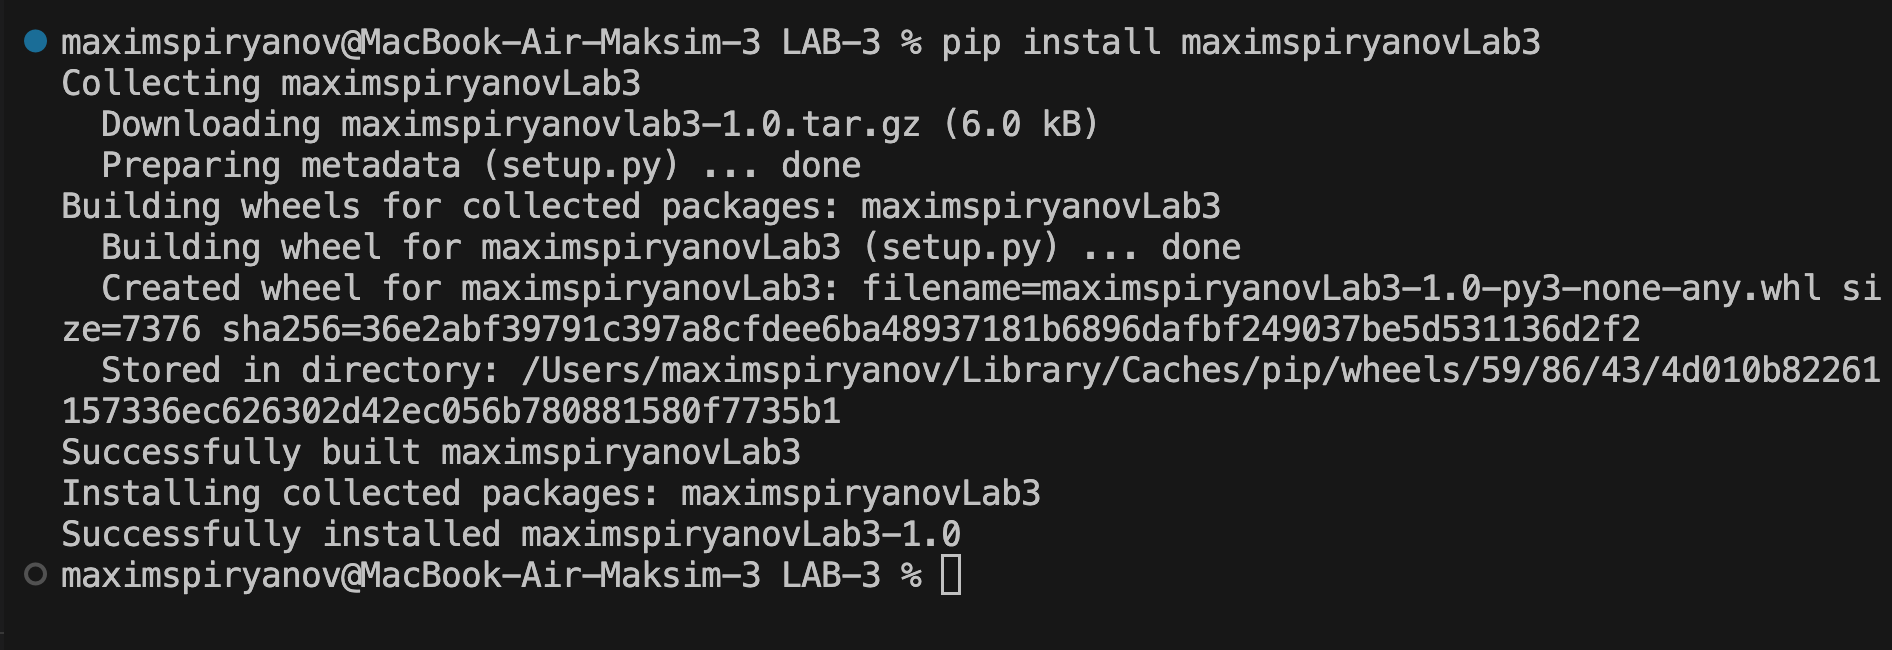 maximspiryanov@MacBook-Air-Maksim-3 LAB-3 % pip install maximspiryanovLab3
Collecting maximspiryanovLab3
  Downloading maximspiryanovlab3-1.0.tar.gz (6.0 kB)
  Preparing metadata (setup.py) ... done
Building wheels for collected packages: maximspiryanovLab3
  Building wheel for maximspiryanovLab3 (setup.py) ... done
  Created wheel for maximspiryanovLab3: filename=maximspiryanovLab3-1.0-py3-none-any.whl si
ze=7376 sha256=36e2abf39791c397a8cfdee6ba48937181b6896dafbf249037be5d531136d2f2
  Stored in directory: /Users/maximspiryanov/Library/Caches/pip/wheels/59/86/43/4d010b82261
157336ec626302d42ec056b780881580f7735b1
Successfully built maximspiryanovLab3
Installing collected packages: maximspiryanovLab3
Successfully installed maximspiryanovLab3-1.0
maximspiryanov@MacBook-Air-Maksim-3 LAB-3 %